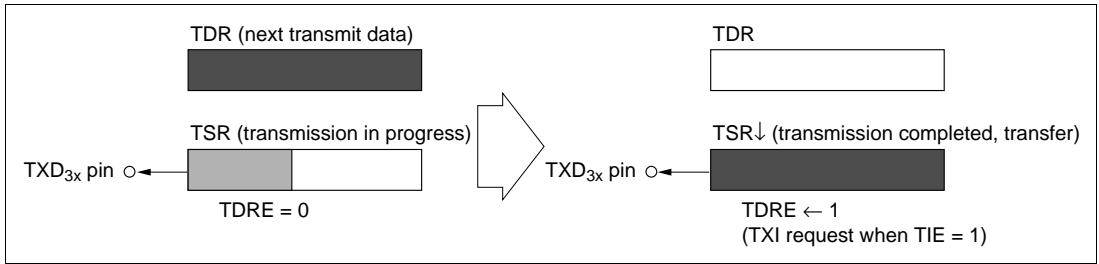 TDR (next transmit data)
TSR (transmission in progress)
TXD3x pin
TDRE = 0
TDR
TSR↓ (transmission completed, transfer)
TXD3x pin
TDRE ← 1
(TXI request when TIE = 1)